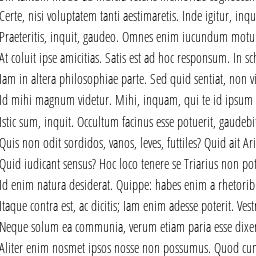 Certe, nisi voluptatem tanti aestimaretis. Inde igitur, inqu
Praeteritis, inquit, gaudeo. Omnes enim iucundum motu
At coluit ipse amicitias. Satis est ad hoc responsum. In sch
Iam in altera philosophiae parte. Sed quid sentiat, non vi
Id mihi magnum videtur. Mihi, inquam, qui te id ipsum
Istic sum, inquit. Occultum facinus esse potuerit, gaudebi
Quis non odit sordidos, vanos, leves, futtiles? Quid ait Ari
Quid iudicant sensus? Hoc loco tenere se Triarius non pot
Id enim natura desiderat. Quippe: habes enim a rhetorib
Itaque contra est, ac dicitis; Iam enim adesse poterit. Vestr
Neque solum ea communia, verum etiam paria esse dixer
Aliter enim nosmet ipsos nosse non possumus. Quod cur